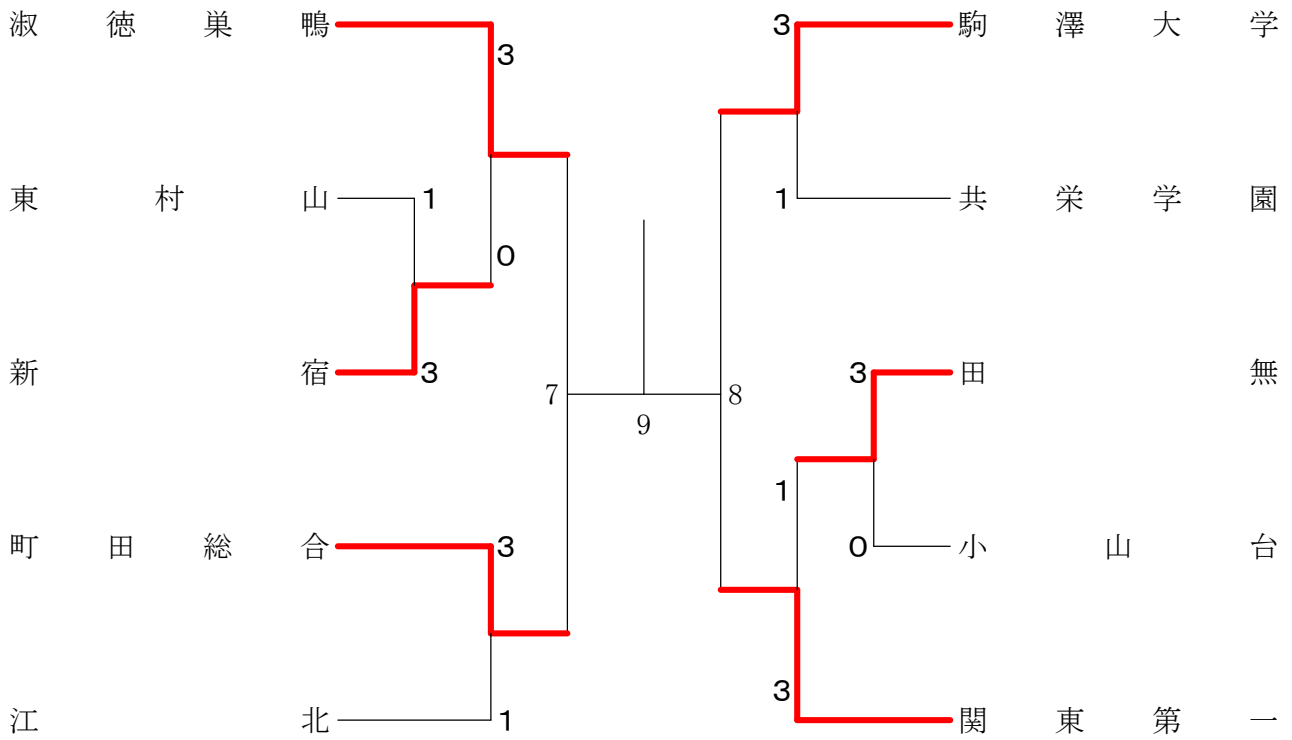 淑徳巣鴨 3 3 駒澤大学
東村山 1 1 共栄学園
0
新宿 3 3 田無
7 8
9
1
町田総合 3 0 小山台
3
江北 1 関東第一